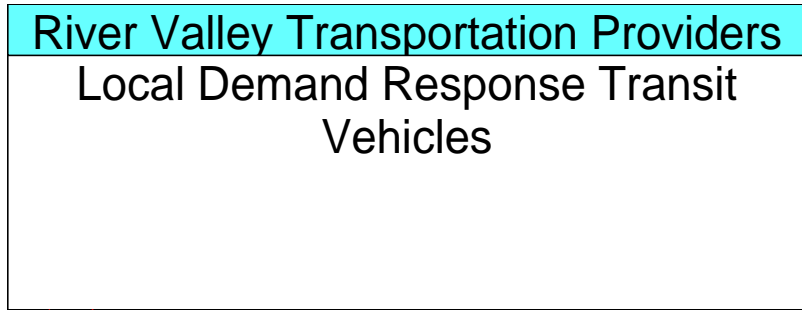 River Valley Transportation Providers
Local Demand Response Transit
Vehicles